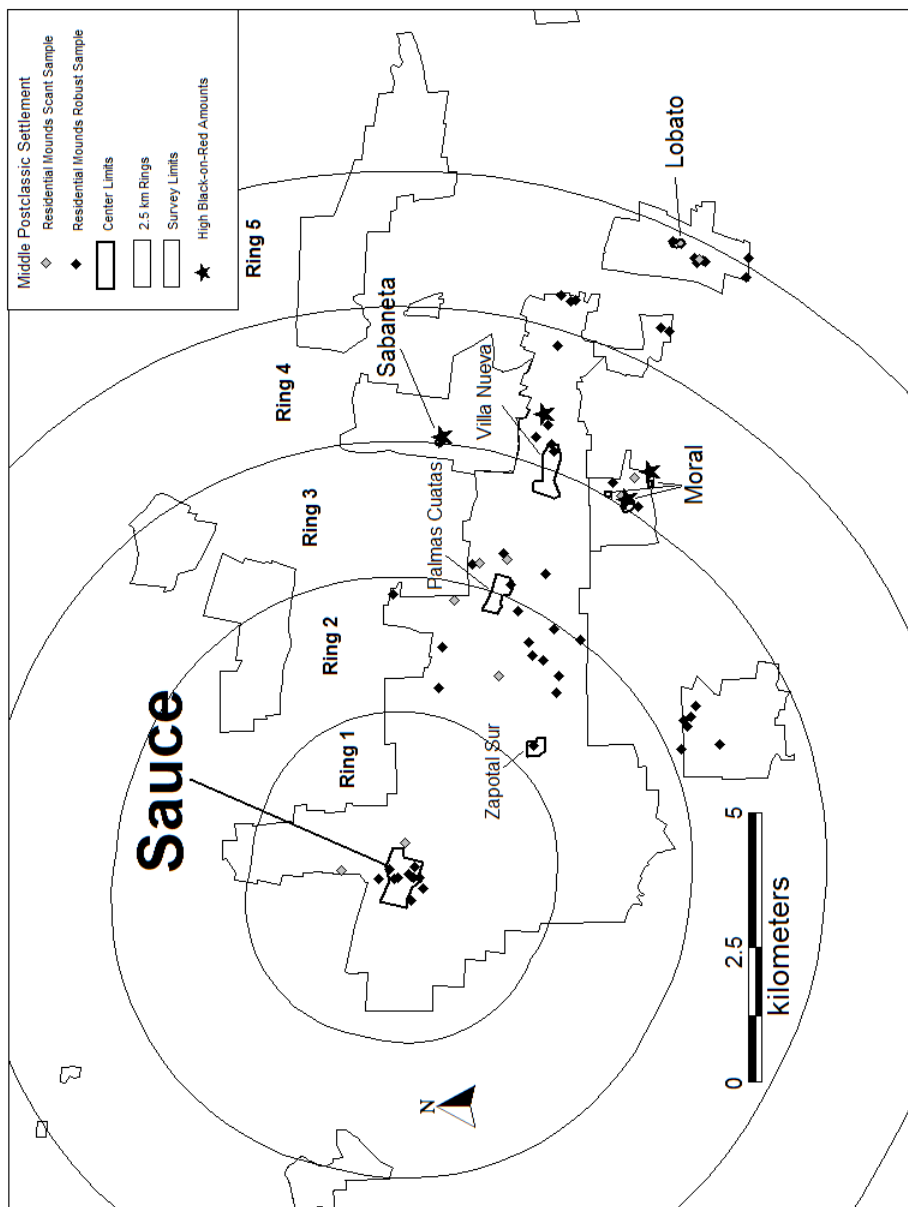 Middle Postclassic Settlement
Residential Mounds Scant Sample
Residential Mounds Robust Sample
Center Limits
2.5 km Rings
Survey Limits
High Black-on-Red Amounts
Ring 5
Ring 4
Ring 3
Ring 2
Ring 1
Sauce
Sabaneta
Villa Nueva
Palmas Cuatas
Zapotal Sur
Lobato
Moral
N
0 2.5 5
kilometers